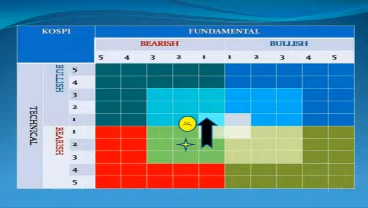 KOSPI FUNDAMENTAL
BEARISH BULLISH
5 4 3 2 1 1 2 3 4 5
TECHNICAL
BULLISH
5
4
3
2
1
BEARISH
1
2
3
4
5